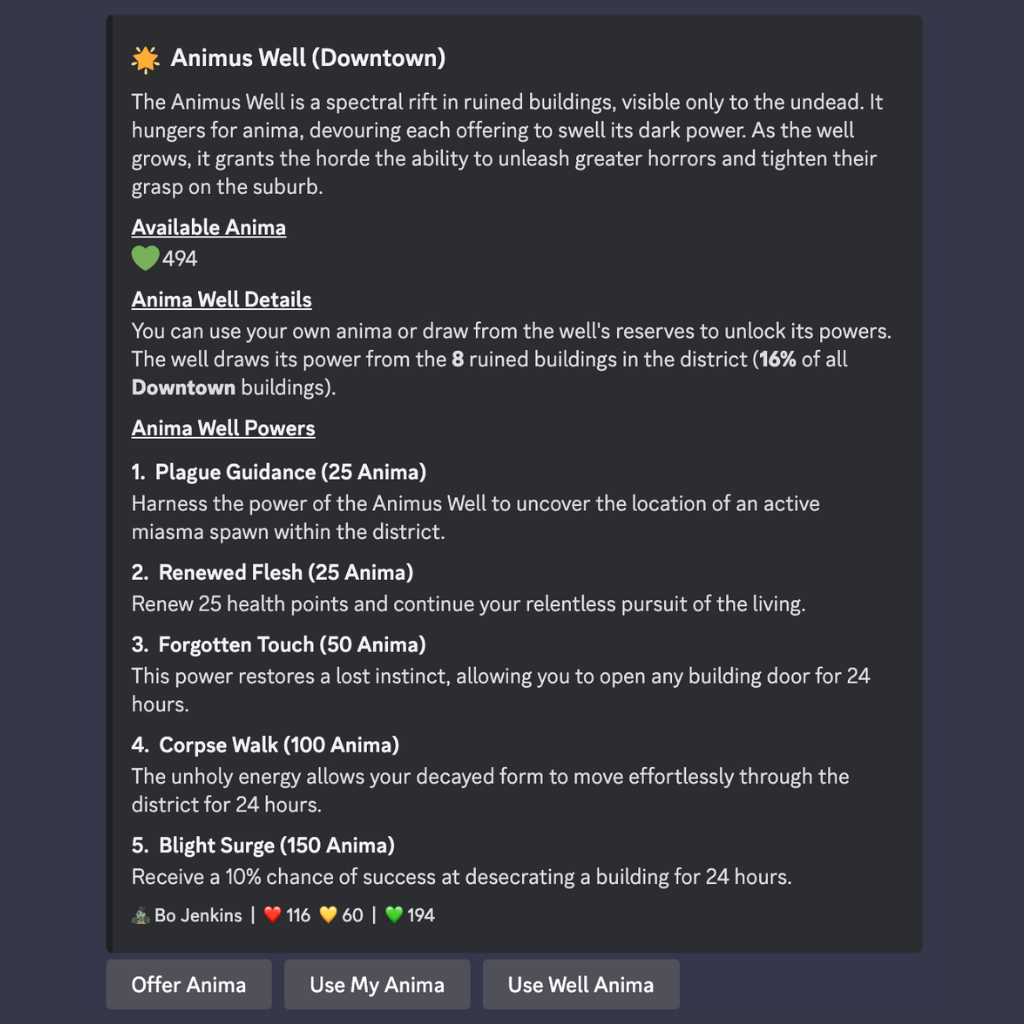 Animus Well (Downtown)
The Animus Well is a spectral rift in ruined buildings, visible only to the undead. It
hungers for anima, devouring each offering to swell its dark power. As the well
grows, it grants the horde the ability to unleash greater horrors and tighten their
grasp on the suburb.
Available Anima
494
Anima Well Details
You can use your own anima or draw from the well's reserves to unlock its powers.
The well draws its power from the 8 ruined buildings in the district (16% of all
Downtown buildings).
Anima Well Powers
1. Plague Guidance (25 Anima)
Harness the power of the Animus Well to uncover the location of an active
miasma spawn within the district.
2. Renewed Flesh (25 Anima)
Renew 25 health points and continue your relentless pursuit of the living.
3. Forgotten Touch (50 Anima)
This power restores a lost instinct, allowing you to open any building door for 24
hours.
4. Corpse Walk (100 Anima)
The unholy energy allows your decayed form to move effortlessly through the
district for 24 hours.
5. Blight Surge (150 Anima)
Receive a 10% chance of success at desecrating a building for 24 hours.
Bo Jenkins | 116 60 | 194
Offer Anima Use My Anima Use Well Anima